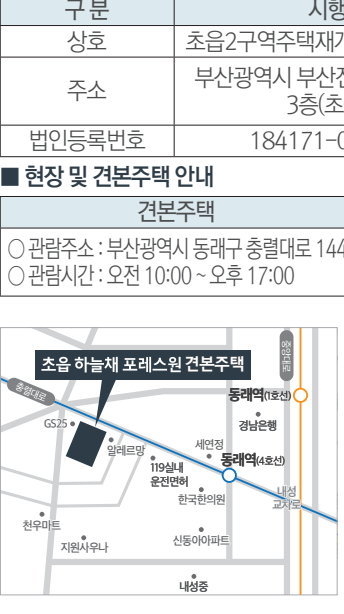 구 분 시행
상호 초읍2구역주택재개
주소 부산광역시 부산진
3층(초
법인등록번호 184171-0
■ 현장 및 견본주택 안내
견본주택
○ 관람주소 : 부산광역시 동래구 충렬대로 144
○ 관람시간 : 오전 10:00 ~ 오후 17:00
초읍 하늘채 포레스원 견본주택
중앙대로
충렬대로
동래역(1호선)
GS25
경남은행
알레르망
세연정
119실내
운전면허
동래역(4호선)
한국한의원
내성
교차로
천우마트
지원사우나
신동아아파트
내성중